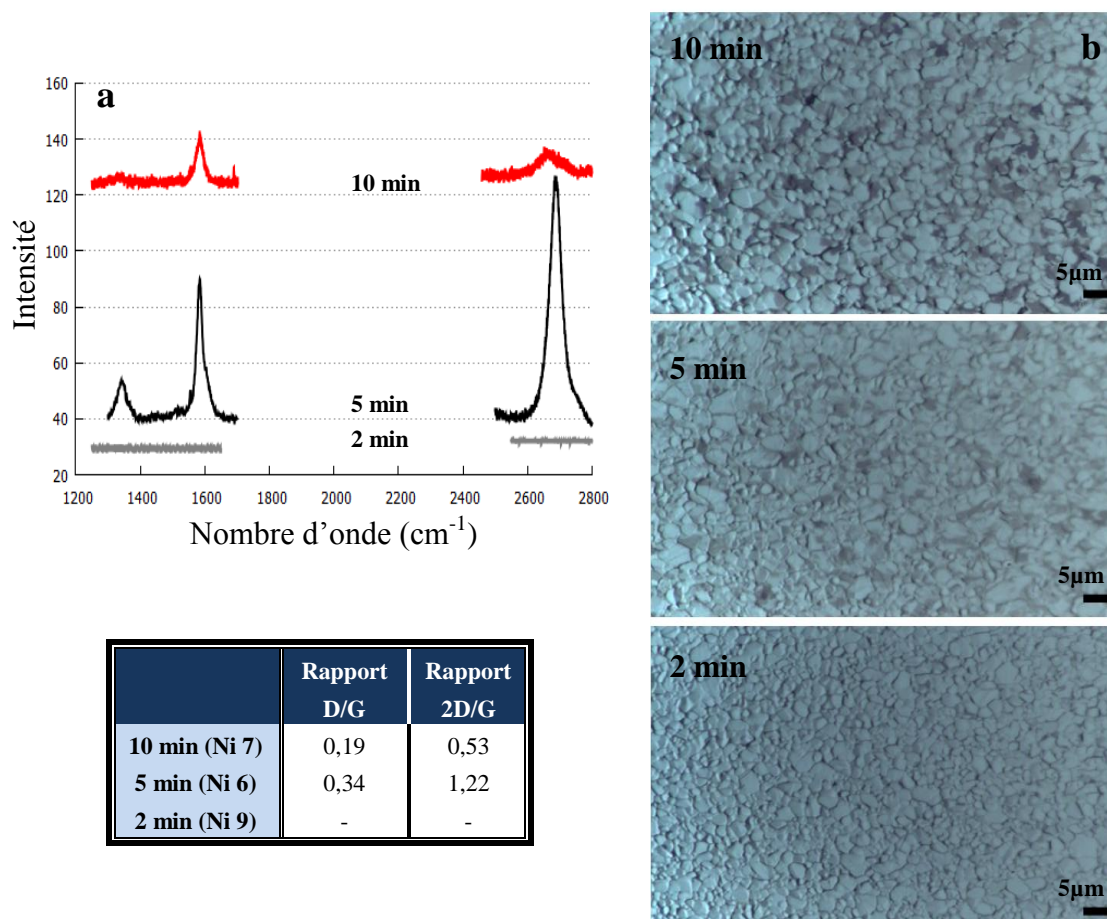 a
160
140
120
100
80
60
40
20
Intensité
10 min
5 min
2 min
1200 1400 1600 1800 2000 2200 2400 2600 2800
Nombre d’onde (cm-1)
Rapport D/G
Rapport 2D/G
10 min (Ni 7) 0,19 0,53
5 min (Ni 6) 0,34 1,22
2 min (Ni 9) - -
10 min
b
5µm
5 min
5µm
2 min
5µm